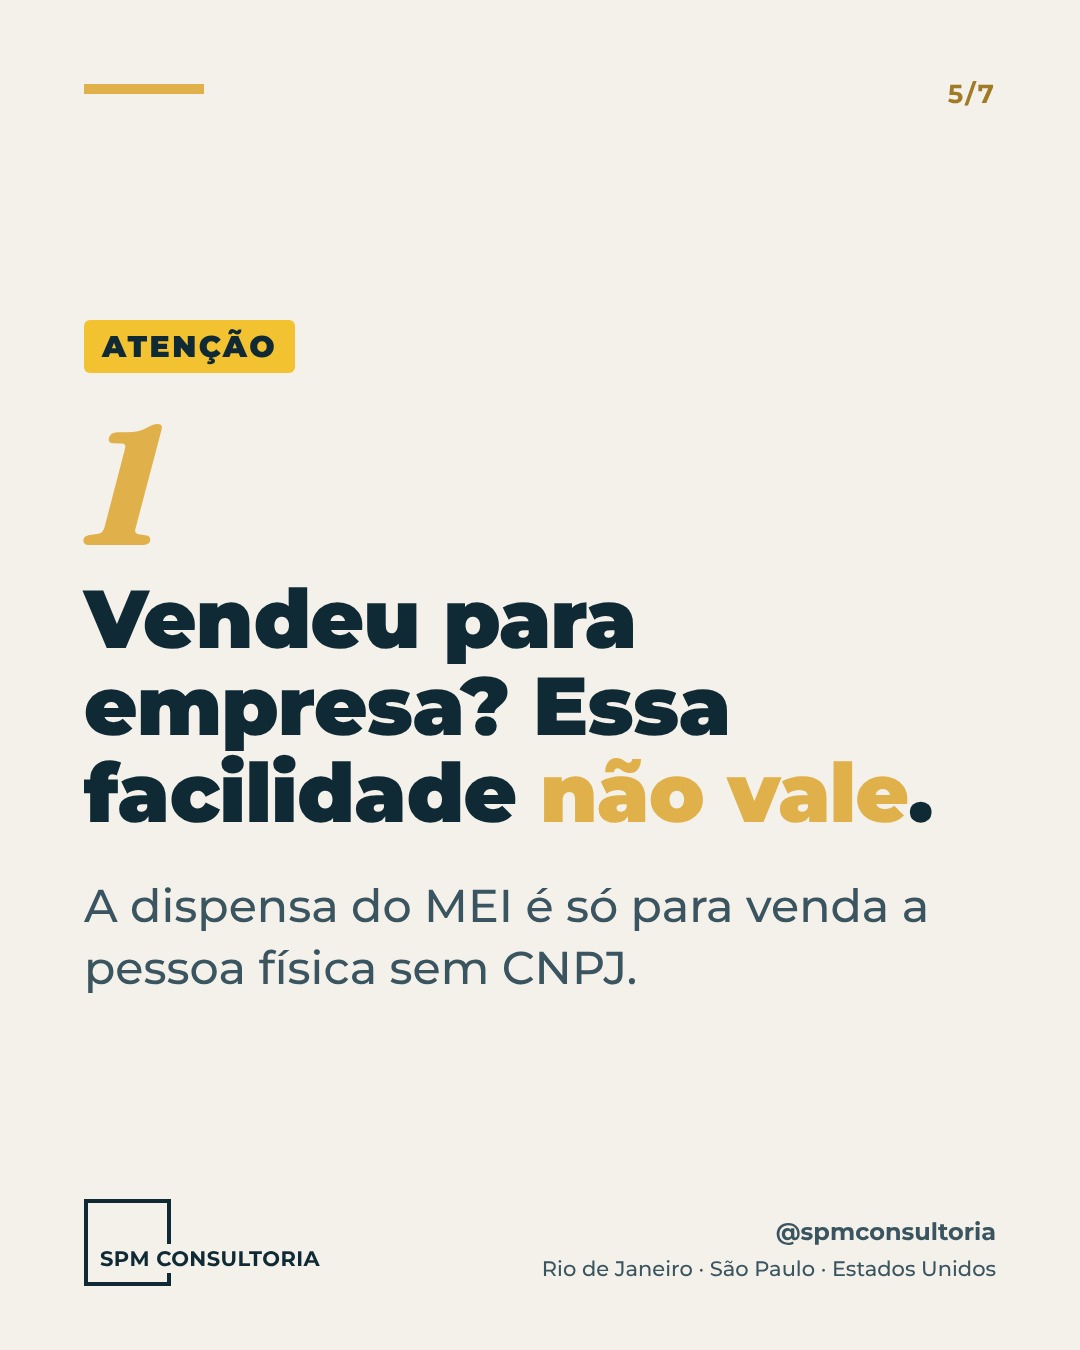 5/7
ATENÇÃO
1
Vendeu para
empresa? Essa
facilidade não vale.
A dispensa do MEI é só para venda a
pessoa física sem CNPJ.
SPM CONSULTORIA
@spmconsultoria
Rio de Janeiro · São Paulo · Estados Unidos